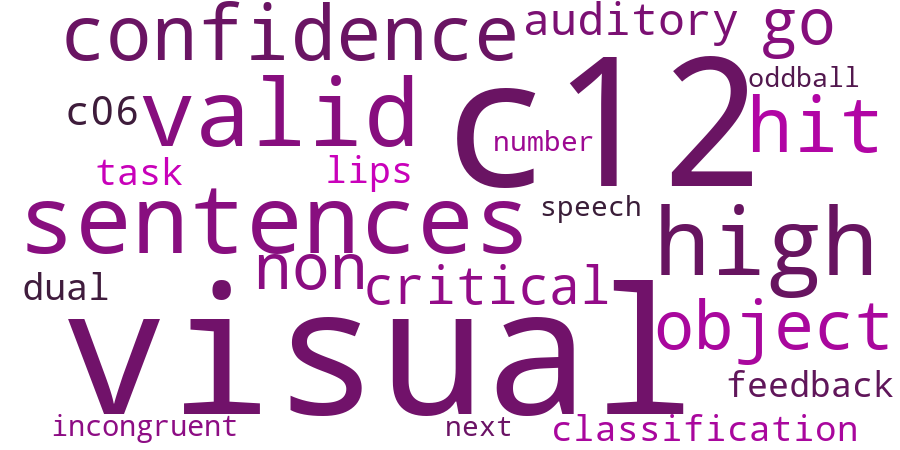 confidence auditory go
c06 valid c12 oddball
number hit
task lips
sentences speech high
non
dual critical object
visual feedback
incongruent next classification